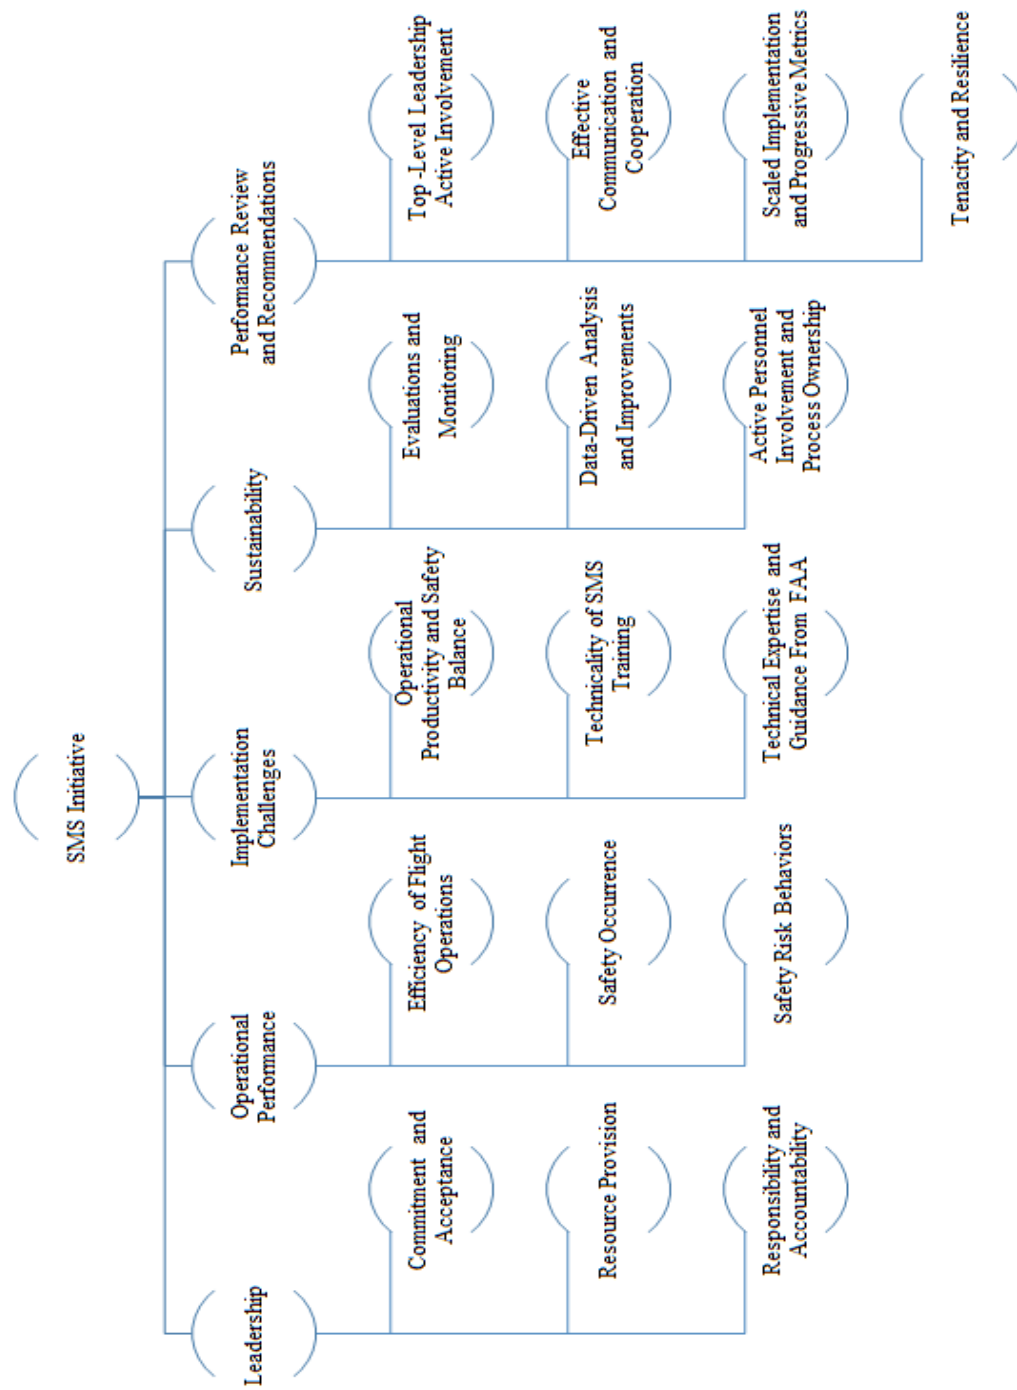 SMS Initiative
Leadership
Commitment and
Acceptance
Resource Provision
Responsibility and
Accountability
Operational
Performance
Efficiency of Flight
Operations
Safety Occurrence
Safety Risk Behaviors
Implementation
Challenges
Operational
Productivity and Safety
Balance
Technicality of SMS
Training
Technical Expertise and
Guidance From FAA
Sustainability
Evaluations and
Monitoring
Data-Driven Analysis
and Improvements
Active Personnel
Involvement and
Process Ownership
Performance Review
and Recommendations
Top -Level Leadership
Active Involvement
Effective
Communication and
Cooperation
Scaled Implementation
and Progressive Metrics
Tenacity and Resilience